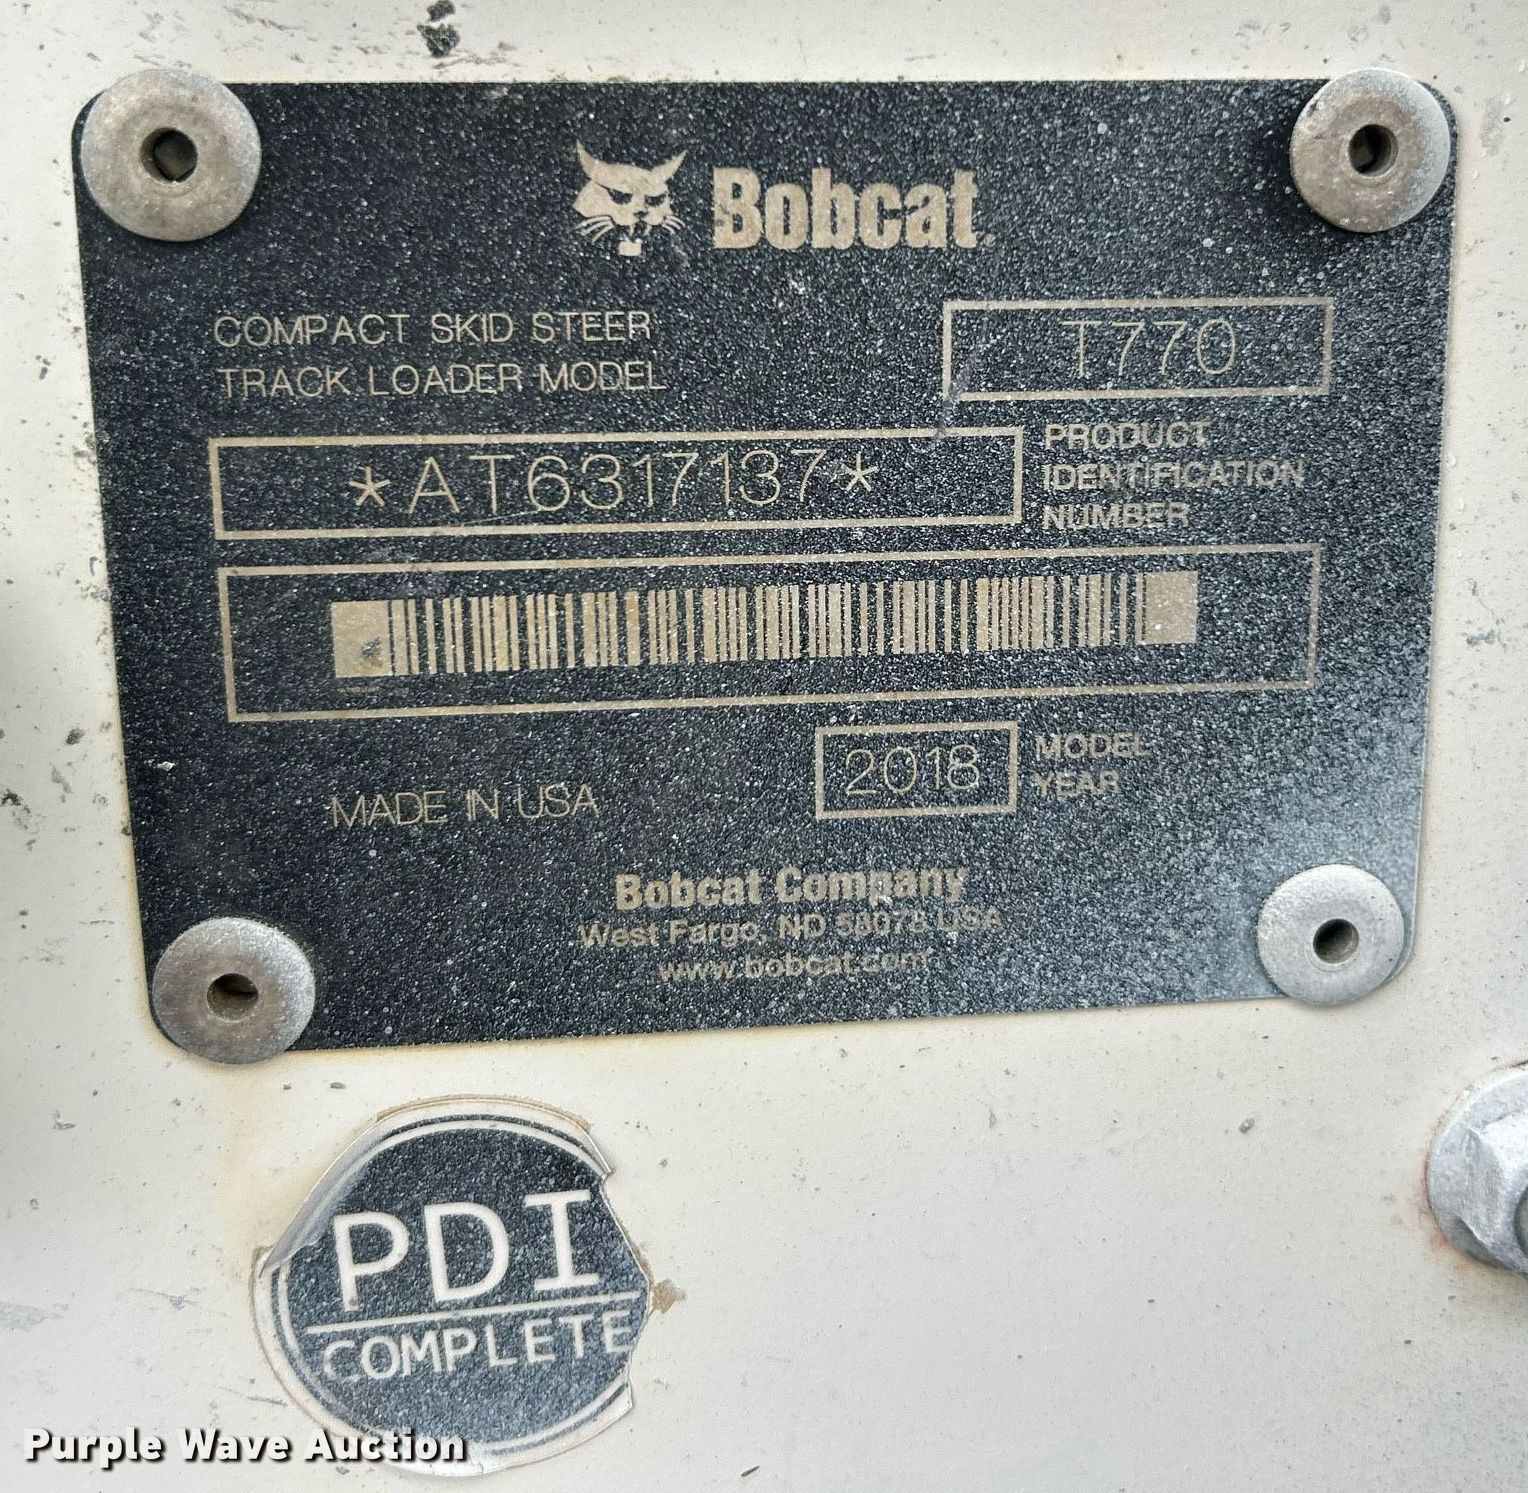 Bobcat.
COMPACT SKID STEER
TRACK LOADER MODEL
T770
*AT6317137*
PRODUCT
IDENTIFICATION
NUMBER
MADE IN USA
2018
MODEL
YEAR
Bobcat Company
West Fargo, ND 58078 USA
www.bobcat.com
PDI
COMPLETE
Purple Wave Auction